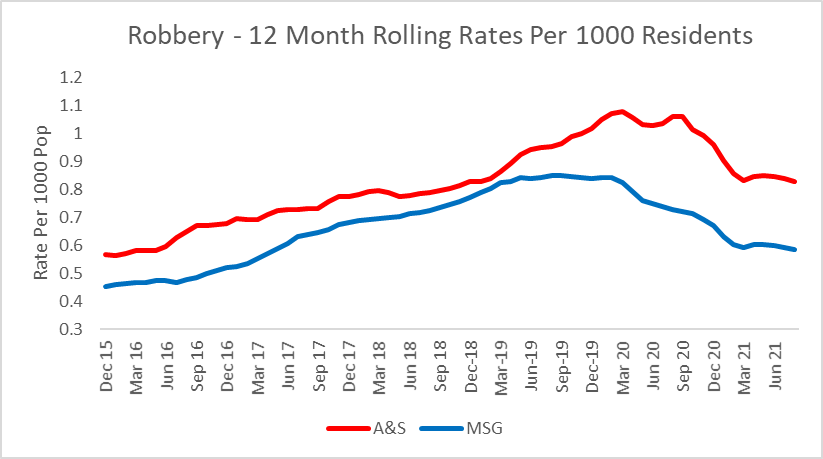 Robbery - 12 Month Rolling Rates Per 1000 Residents
Rate Per 1000 Pop
1.2
1.1
1
0.9
0.8
0.7
0.6
0.5
0.4
0.3
Dec 15
Mar 16
Jun 16
Sep 16
Dec 16
Mar 17
Jun 17
Sep 17
Dec 17
Mar 18
Jun 18
Sep 18
Dec-18
Mar-19
Jun-19
Sep-19
Dec-19
Mar 20
Jun 20
Sep 20
Dec 20
Mar 21
Jun 21
A&S
MSG